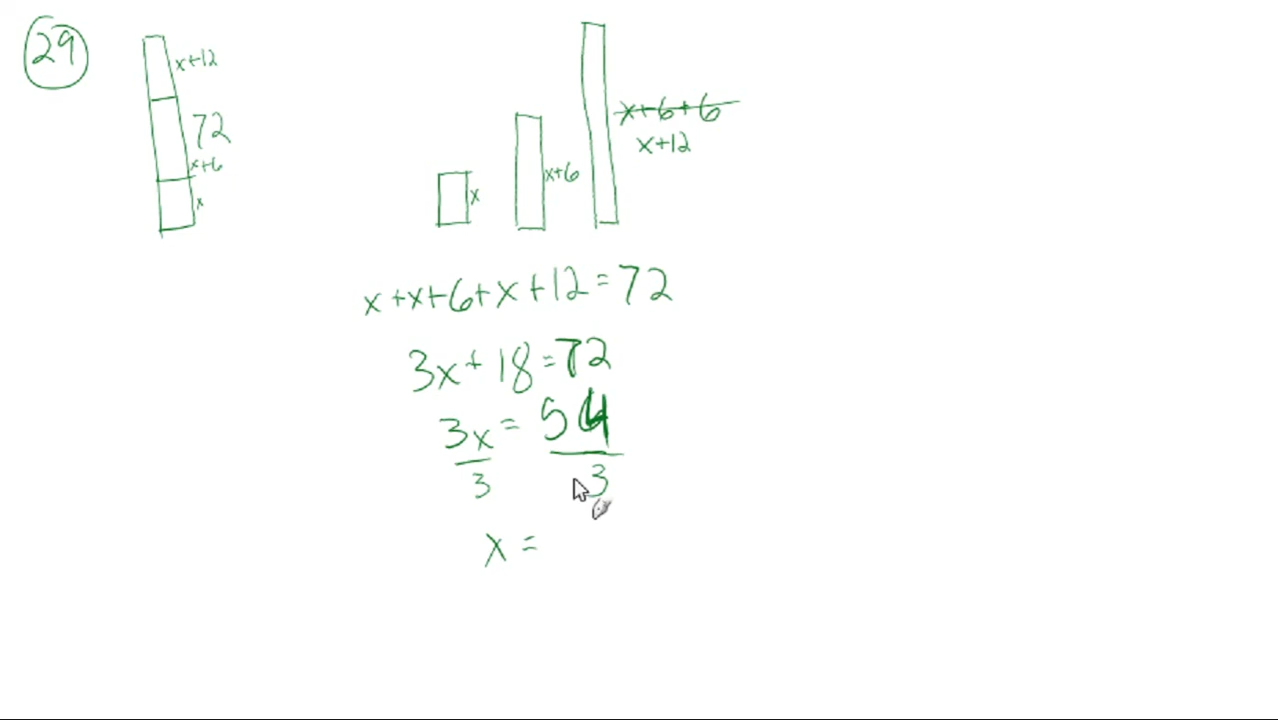 29
x+12
72
x+6
x
x
x+6
x+6+6
x+12
x+x+6+x+12=72
3x+18=72
3x=54
3 3
x=